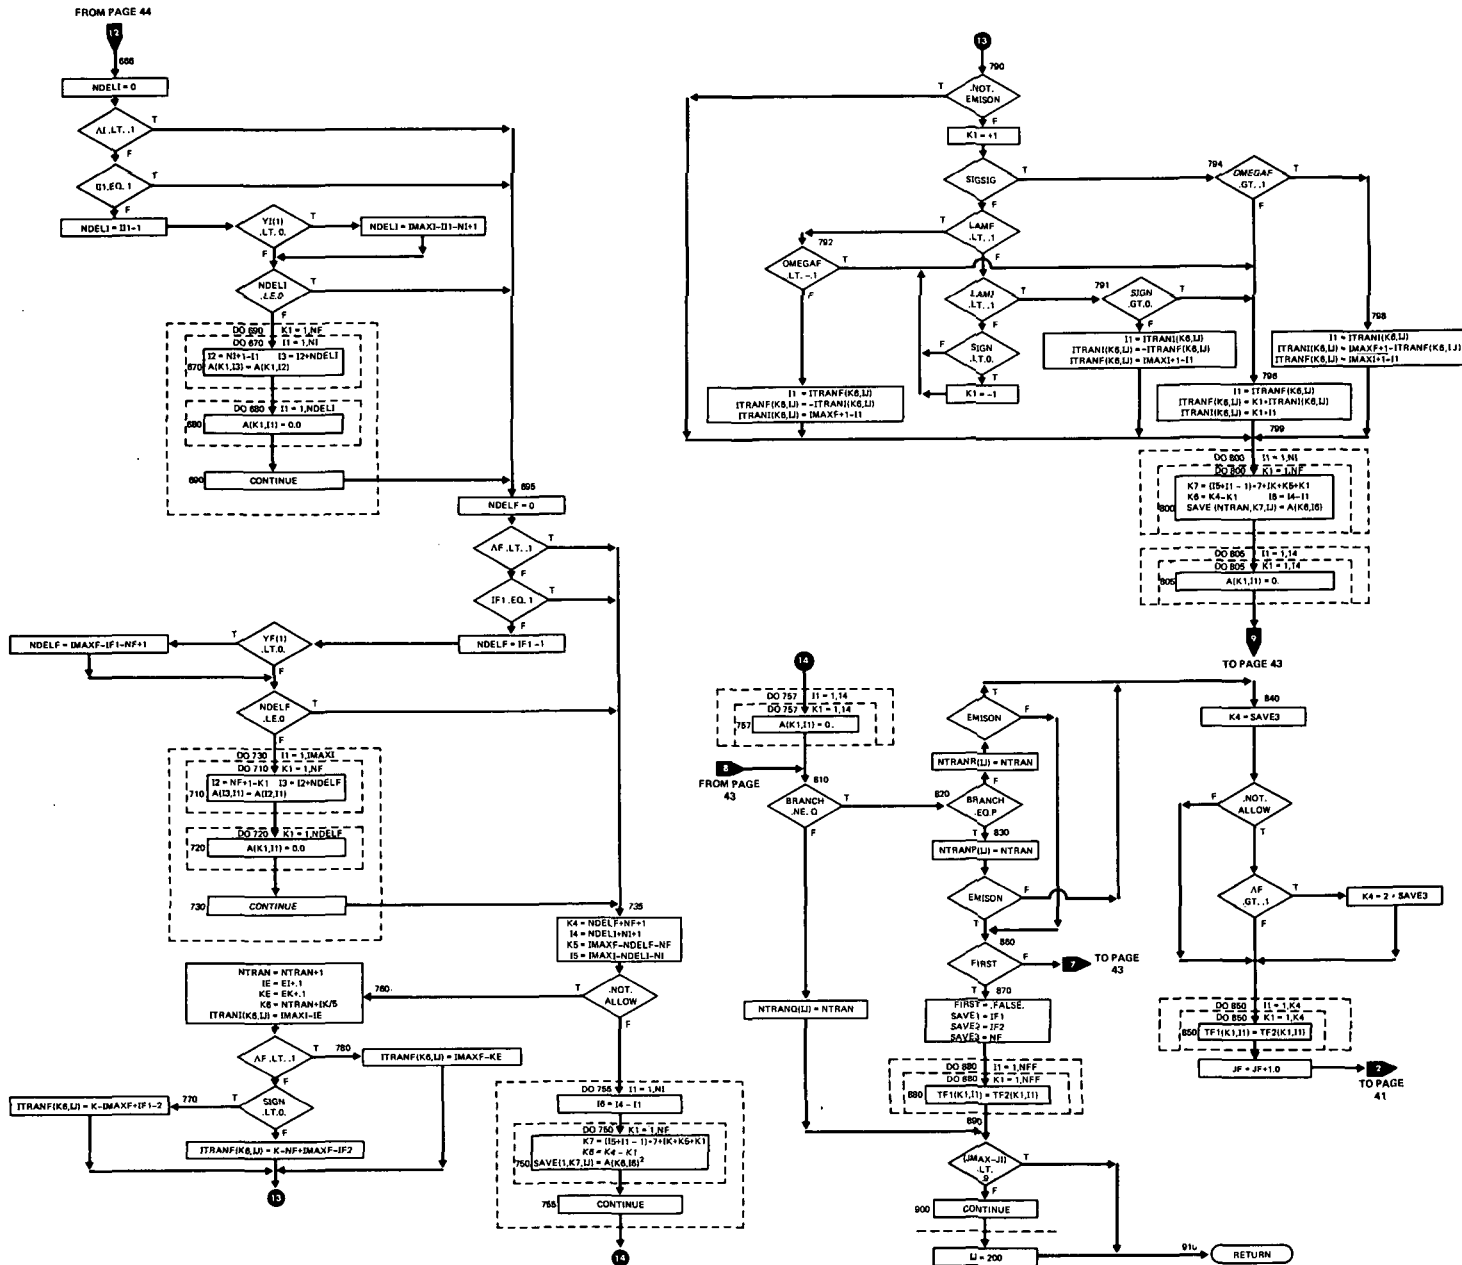 FROM PAGE 44
12
666
NDELI = 0
ΛI .LT. .1
T
F
II1.EQ. 1
T
F
NDELI = II1-1
YI(1)
.LT. 0.
T
F
NDELI = IMAXI-II1-NI+1
NDELI
.LE.0
T
F
DO 690 K1 = 1,NF
DO 670 I1 = 1,NI
I2 = NI+1-I1 I3 = I2+NDELI
670 A(K1,I3) = A(K1,I2)
DO 680 I1 = 1,NDELI
680 A(K1,I1) = 0.0
690 CONTINUE
695
NDELF = 0
ΛF .LT. .1
T
F
IF1.EQ. 1
T
F
NDELF = IF1-1
YF(1)
.LT.0.
T
F
NDELF = IMAXF-IF1-NF+1
NDELF
.LE.0
T
F
DO 730 I1 = 1,IMAXI
DO 710 K1 = 1,NF
I2 = NF+1-K1 I3 = I2+NDELF
710 A(I3,I1) = A(I2,I1)
DO 720 K1 = 1,NDELF
720 A(K1,I1) = 0.0
730 CONTINUE
735
K4 = NDELF+NF+1
I4 = NDELI+NI+1
K5 = IMAXF-NDELF-NF
I5 = IMAXI-NDELI-NI
.NOT.
ALLOW
T
F
760
NTRAN = NTRAN+1
IE = EI+.1
KE = EK+.1
K6 = NTRAN+IK/5
ITRANI(K6,IJ) = IMAXI-IE
ΛF .LT. .1
T
F
780
ITRANF(K6,IJ) = IMAXF-KE
SIGN
.LT.0.
T
F
770
ITRANF(K6,IJ) = K-IMAXF+IF1-2
ITRANF(K6,IJ) = K-NF+IMAXF-IF2
13
DO 755 I1 = 1,NI
I6 = I4 - I1
DO 750 K1 = 1,NF
K7 = (I5+I1 - 1)*7+IK+K5+K1
K6 = K4 - K1
750 SAVE(1,K7,IJ) = A(K6,I6)²
755 CONTINUE
14
13
790
.NOT.
EMISON
T
F
K1 = +1
SIGSIG
T
F
794
OMEGAF
.GT. .1
T
F
LAMF
.LT. .1
F
792
OMEGAF
.LT. -.1
T
F
LAMI
.LT. .1
T
F
791
SIGN
.GT.0.
T
F
SIGN
.LT.0.
F
T
K1 = -1
I1 = ITRANF(K6,IJ)
ITRANF(K6,IJ) = -ITRANI(K6,IJ)
ITRANI(K6,IJ) = IMAXF+1-I1
I1 = ITRANI(K6,IJ)
ITRANI(K6,IJ) = -ITRANF(K6,IJ)
ITRANF(K6,IJ) = IMAXI+1-I1
798
I1 = ITRANI(K6,IJ)
ITRANI(K6,IJ) = IMAXF+1-ITRANF(K6,IJ)
ITRANF(K6,IJ) = IMAXI+1-I1
796
I1 = ITRANF(K6,IJ)
ITRANF(K6,IJ) = K1*ITRANI(K6,IJ)
ITRANI(K6,IJ) = K1*I1
799
DO 800 I1 = 1,NI
DO 800 K1 = 1,NF
K7 = (I5+I1 - 1)*7+IK+K5+K1
K6 = K4-K1 I6 = I4-I1
800 SAVE (NTRAN,K7,IJ) = A(K6,I6)
DO 805 I1 = 1,14
DO 805 K1 = 1,14
805 A(K1,I1) = 0.
9
TO PAGE 43
14
DO 757 I1 = 1,14
DO 757 K1 = 1,14
757 A(K1,I1) = 0.
8
FROM PAGE
43
810
BRANCH
.NE. Q
T
F
820
BRANCH
.EQ.P
F
T
NTRANR(IJ) = NTRAN
EMISON
T
F
830
NTRANP(IJ) = NTRAN
EMISON
F
T
860
FIRST
F
7
TO PAGE
43
T
870
FIRST = .FALSE.
SAVE1 = IF1
SAVE2 = IF2
SAVE3 = NF
NTRANQ(IJ) = NTRAN
DO 880 I1 = 1,NFF
DO 880 K1 = 1,NFF
880 TF1(K1,I1) = TF2(K1,I1)
890
(JMAX-JI)
.LT.
.9
T
F
900 CONTINUE
IJ = 200
910
RETURN
840
K4 = SAVE3
.NOT.
ALLOW
F
T
ΛF
.GT. .1
T
F
K4 = 2 * SAVE3
DO 850 I1 = 1,K4
DO 850 K1 = 1,K4
850 TF1(K1,I1) = TF2(K1,I1)
JF = JF+1.0
2
TO PAGE
41